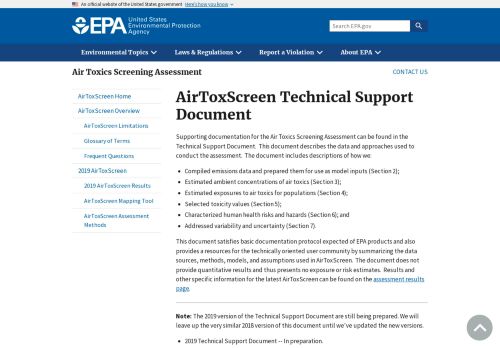 An official website of the United States government Here's how you know
EPA United States
Environmental Protection
Agency
Search EPA.gov
Environmental Topics Laws & Regulations Report a Violation About EPA
Air Toxics Screening Assessment CONTACT US
AirToxScreen Home
AirToxScreen Overview
AirToxScreen Limitations
Glossary of Terms
Frequent Questions
2019 AirToxScreen
2019 AirToxScreen Results
AirToxScreen Mapping Tool
AirToxScreen Assessment
Methods
AirToxScreen Technical Support
Document
Supporting documentation for the Air Toxics Screening Assessment can be found in the
Technical Support Document. This document describes the data and approaches used to
conduct the assessment. The document includes descriptions of how we:
• Compiled emissions data and prepared them for use as model inputs (Section 2);
• Estimated ambient concentrations of air toxics (Section 3);
• Estimated exposures to air toxics for populations (Section 4);
• Selected toxicity values (Section 5);
• Characterized human health risks and hazards (Section 6); and
• Addressed variability and uncertainty (Section 7).
This document satisfies basic documentation protocol expected of EPA products and also
provides a resources for the technically oriented user community by summarizing the data
sources, methods, models, and assumptions used in AirToxScreen. The document does not
provide quantitative results and thus presents no exposure or risk estimates. Results and
other specific information for the latest AirToxScreen can be found on the assessment results
page.
Note: The 2019 version of the Technical Support Document are still being prepared. We will
leave up the very similar 2018 version of this document until we've updated the new versions.
• 2019 Technical Support Document -- In preparation.